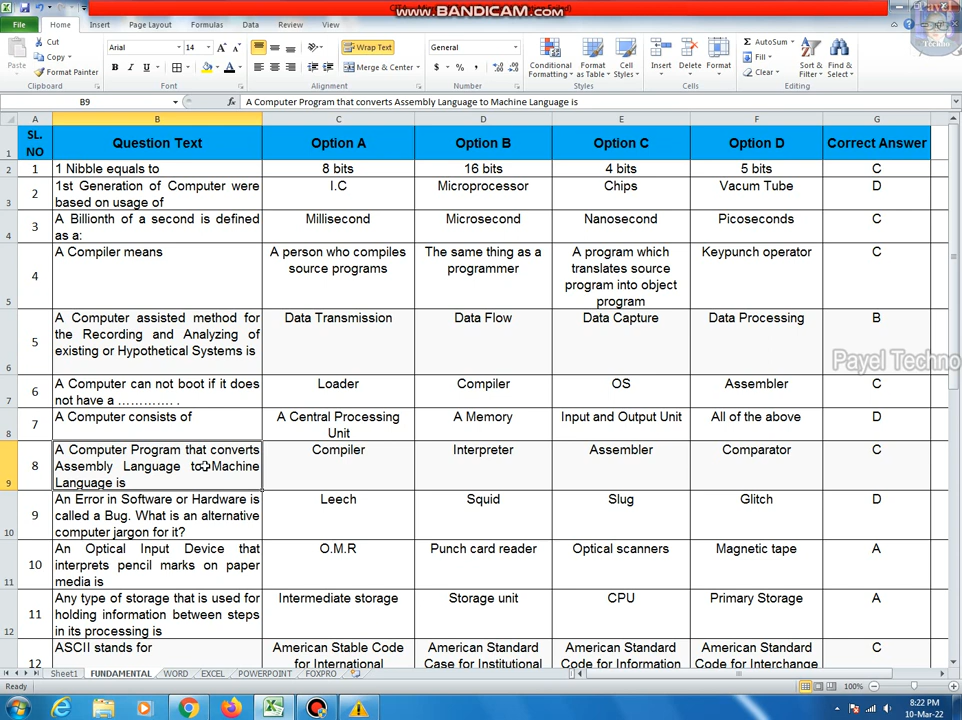 www.BANDICAM.com
File Home Insert Page Layout Formulas Data Review View
Cut
Copy
Format Painter
Paste
Clipboard
Arial 14
Font
Wrap Text
Merge & Center
Alignment
General
Number
Conditional Formatting
Format as Table
Cell Styles
Styles
Insert Delete Format
Cells
AutoSum
Fill
Clear
Sort & Filter
Find & Select
Editing
B9 fx A Computer Program that converts Assembly Language to Machine Language is
A B C D E F G
1 SL. NO Question Text Option A Option B Option C Option D Correct Answer
2 1 1 Nibble equals to 8 bits 16 bits 4 bits 5 bits C
3 2 1st Generation of Computer were based on usage of I.C Microprocessor Chips Vacum Tube D
4 3 A Billionth of a second is defined as a: Millisecond Microsecond Nanosecond Picoseconds C
5 4 A Compiler means A person who compiles source programs The same thing as a programmer A program which translates source program into object program Keypunch operator C
6 5 A Computer assisted method for the Recording and Analyzing of existing or Hypothetical Systems is Data Transmission Data Flow Data Capture Data Processing B
Payel Techno
7 6 A Computer can not boot if it does not have a …………. . Loader Compiler OS Assembler C
8 7 A Computer consists of A Central Processing Unit A Memory Input and Output Unit All of the above D
9 8 A Computer Program that converts Assembly Language to Machine Language is Compiler Interpreter Assembler Comparator C
10 9 An Error in Software or Hardware is called a Bug. What is an alternative computer jargon for it? Leech Squid Slug Glitch D
11 10 An Optical Input Device that interprets pencil marks on paper media is O.M.R Punch card reader Optical scanners Magnetic tape A
12 11 Any type of storage that is used for holding information between steps in its processing is Intermediate storage Storage unit CPU Primary Storage A
12 ASCII stands for American Stable Code for International American Standard Case for Institutional American Standard Code for Information American Standard Code for Interchange C
Sheet1 FUNDAMENTAL WORD EXCEL POWERPOINT FOXPRO
Ready 100%
8:22 PM
10-Mar-22